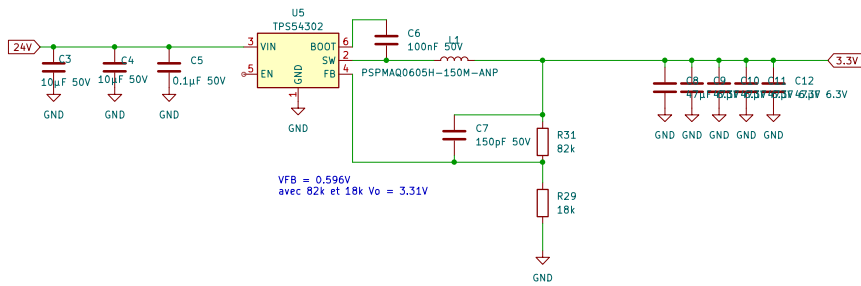 U5
TPS54302
24V
3
VIN
BOOT
6
SW
2
5
EN
FB
4
GND
1
GND
C3
10µF 50V
GND
C4
10µF 50V
GND
C5
0.1µF 50V
GND
C6
100nF 50V
L1
PSPMAQ0605H-150M-ANP
C7
150pF 50V
R31
82k
R29
18k
GND
VFB = 0.596V
avec 82k et 18k Vo = 3.31V
3.3V
C8
C9
C10
C11
C12
47µF 6.3V
GND
GND
GND
GND
GND